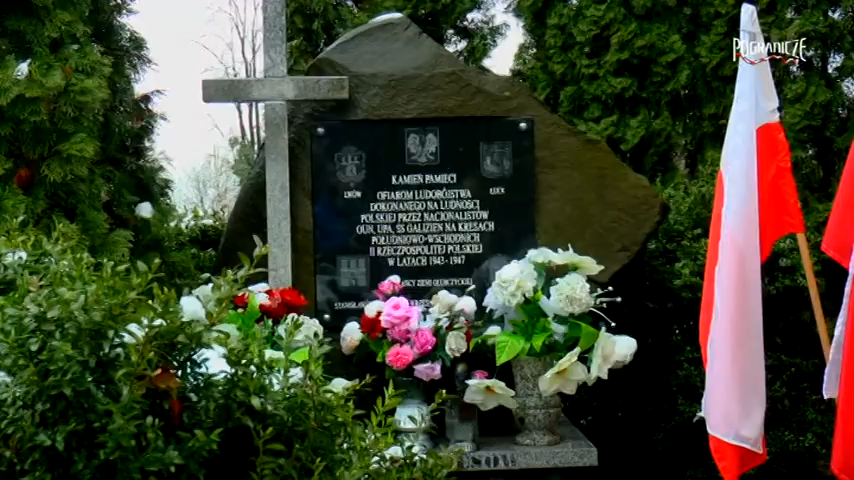 POGRANICZE
KAMIEŃ PAMIĘCI
OFIAROM LUDOBÓJSTWA
DOKONANEGO NA LUDNOŚCI
POLSKIEJ PRZEZ NACJONALISTÓW
OUN, UPA, SS GALIZIEN NA KRESACH
POŁUDNIOWO-WSCHODNICH
II RZECZYPOSPOLITEJ POLSKIEJ
W LATACH 1943-1947
LWÓW
ŁUCK
ZIEMI